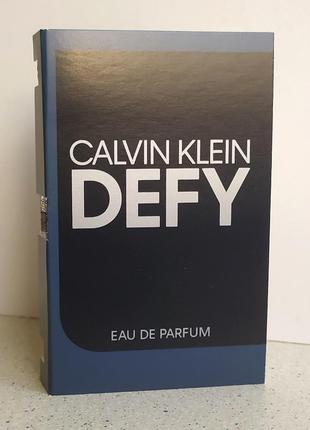 CALVIN KLEIN
DEFY
EAU DE PARFUM